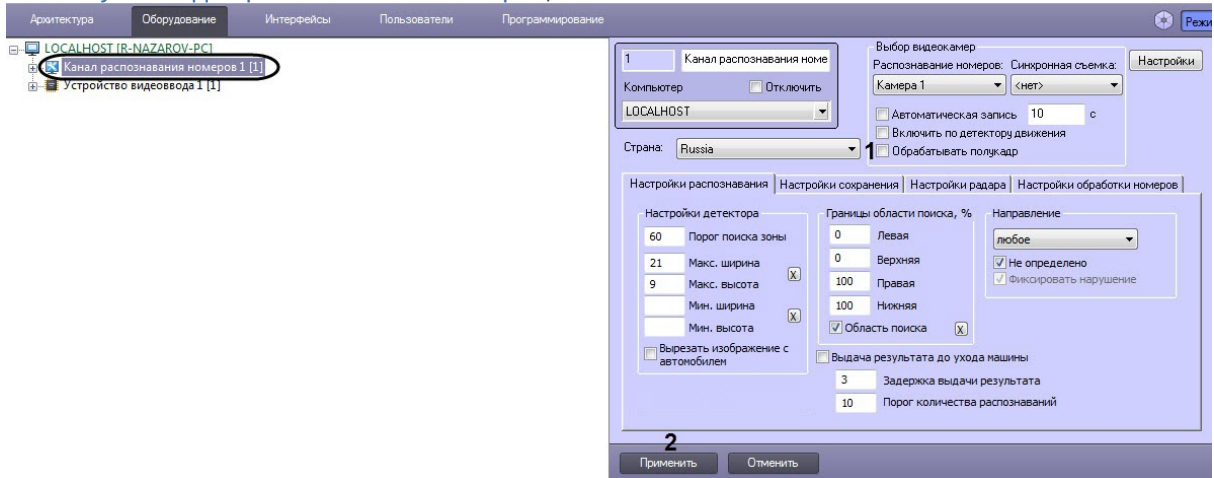 Архитектура Оборудование Интерфейсы Пользователи Программирование Режи
LOCALHOST [R-NAZAROV-PC]
Канал распознавания номеров 1 [1]
Устройство видеоввода 1 [1]
1 Канал распознавания номе
Компьютер Отключить
LOCALHOST
Страна: Russia
Выбор видеокамер
Распознавание номеров: Синхронная съемка: Настройки
Камера 1 <нет>
Автоматическая запись 10 с
Включить по детектору движения
1 Обрабатывать полукадр
Настройки распознавания Настройки сохранения Настройки радара Настройки обработки номеров
Настройки детектора
60 Порог поиска зоны
21 Макс. ширина
9 Макс. высота
X
Мин. ширина
Мин. высота
X
Вырезать изображение с
автомобилем
Границы области поиска, %
0 Левая
0 Верхняя
100 Правая
100 Нижняя
Область поиска X
Направление
любое
Не определено
Фиксировать нарушение
Выдача результата до ухода машины
3 Задержка выдачи результата
10 Порог количества распознаваний
2
Применить Отменить